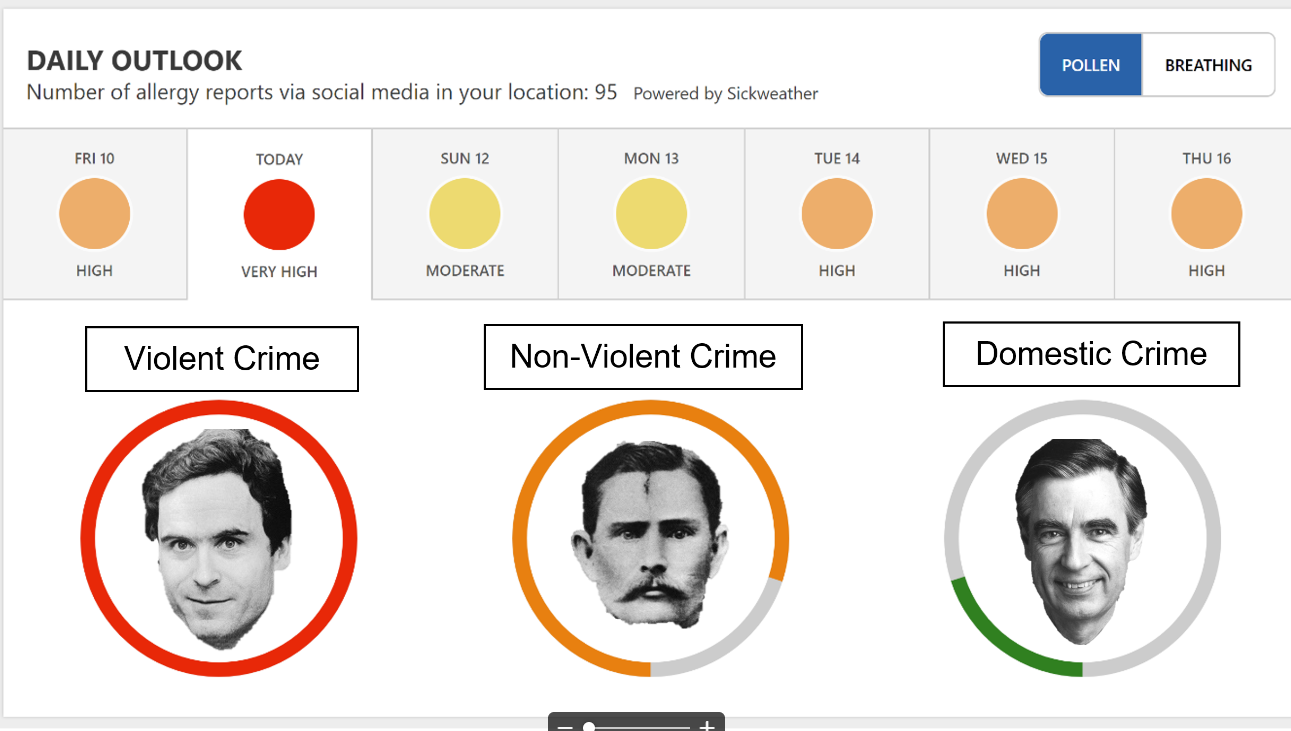 DAILY OUTLOOK
Number of allergy reports via social media in your location: 95 Powered by Sickweather
POLLEN
BREATHING
FRI 10
TODAY
SUN 12
MON 13
TUE 14
WED 15
THU 16
HIGH
VERY HIGH
MODERATE
MODERATE
HIGH
HIGH
HIGH
Violent Crime
Non-Violent Crime
Domestic Crime